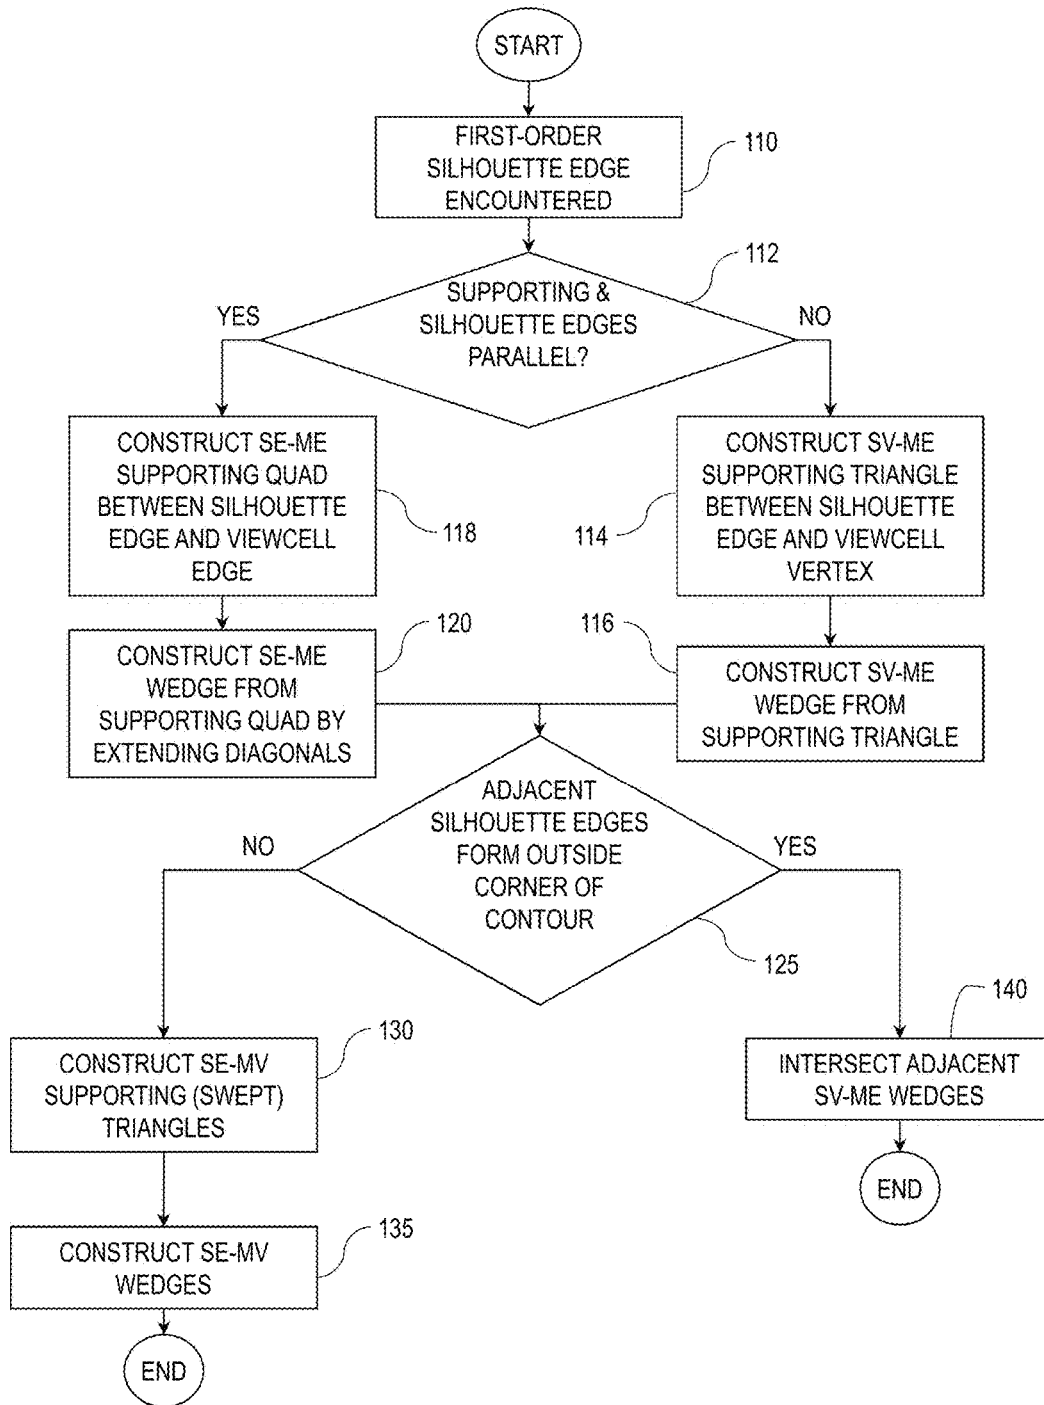 START
FIRST-ORDER
SILHOUETTE EDGE
ENCOUNTERED
110
112
SUPPORTING &
SILHOUETTE EDGES
PARALLEL?
YES
NO
CONSTRUCT SE-ME
SUPPORTING QUAD
BETWEEN SILHOUETTE
EDGE AND VIEWCELL
EDGE
118
CONSTRUCT SV-ME
SUPPORTING TRIANGLE
BETWEEN SILHOUETTE
EDGE AND VIEWCELL
VERTEX
114
CONSTRUCT SE-ME
WEDGE FROM
SUPPORTING QUAD BY
EXTENDING DIAGONALS
120
116
CONSTRUCT SV-ME
WEDGE FROM
SUPPORTING TRIANGLE
ADJACENT
SILHOUETTE EDGES
FORM OUTSIDE
CORNER OF
CONTOUR
NO
YES
125
130
CONSTRUCT SE-MV
SUPPORTING (SWEPT)
TRIANGLES
140
INTERSECT ADJACENT
SV-ME WEDGES
END
135
CONSTRUCT SE-MV
WEDGES
END